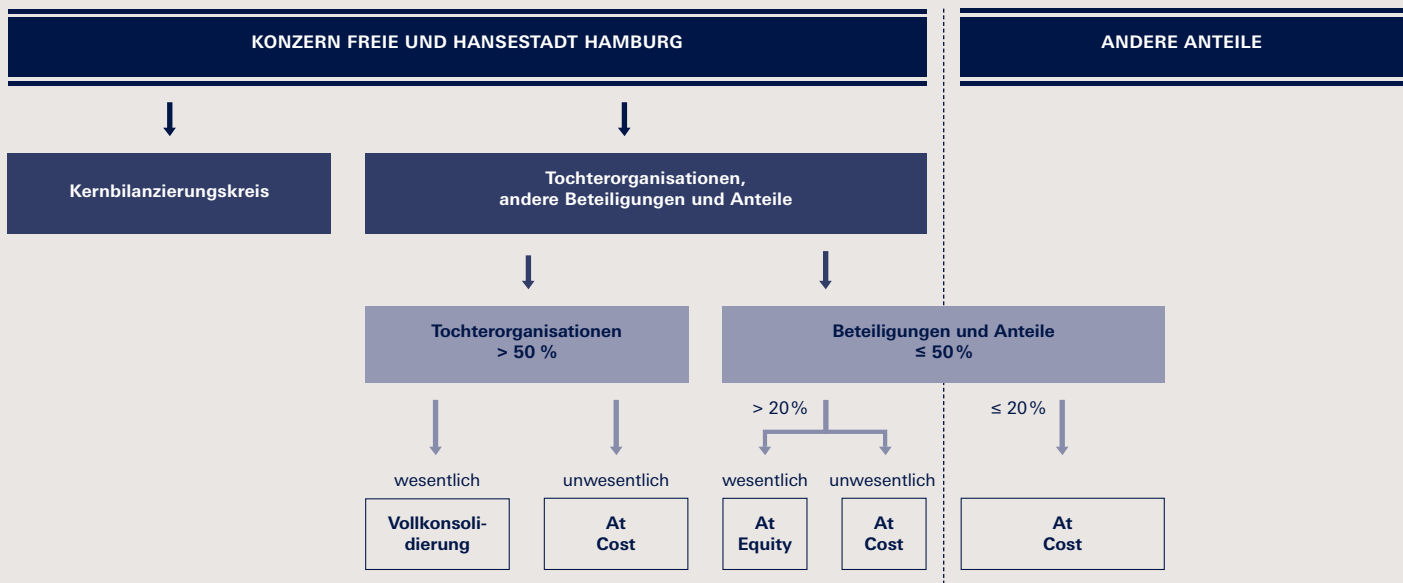 KONZERN FREIE UND HANSESTADT HAMBURG
ANDERE ANTEILE
Kernbilanzierungskreis
Tochterorganisationen,
andere Beteiligungen und Anteile
Tochterorganisationen
> 50 %
Beteiligungen und Anteile
≤ 50 %
> 20 %
≤ 20 %
wesentlich
unwesentlich
wesentlich
unwesentlich
Vollkonsoli-
dierung
At
Cost
At
Equity
At
Cost
At
Cost